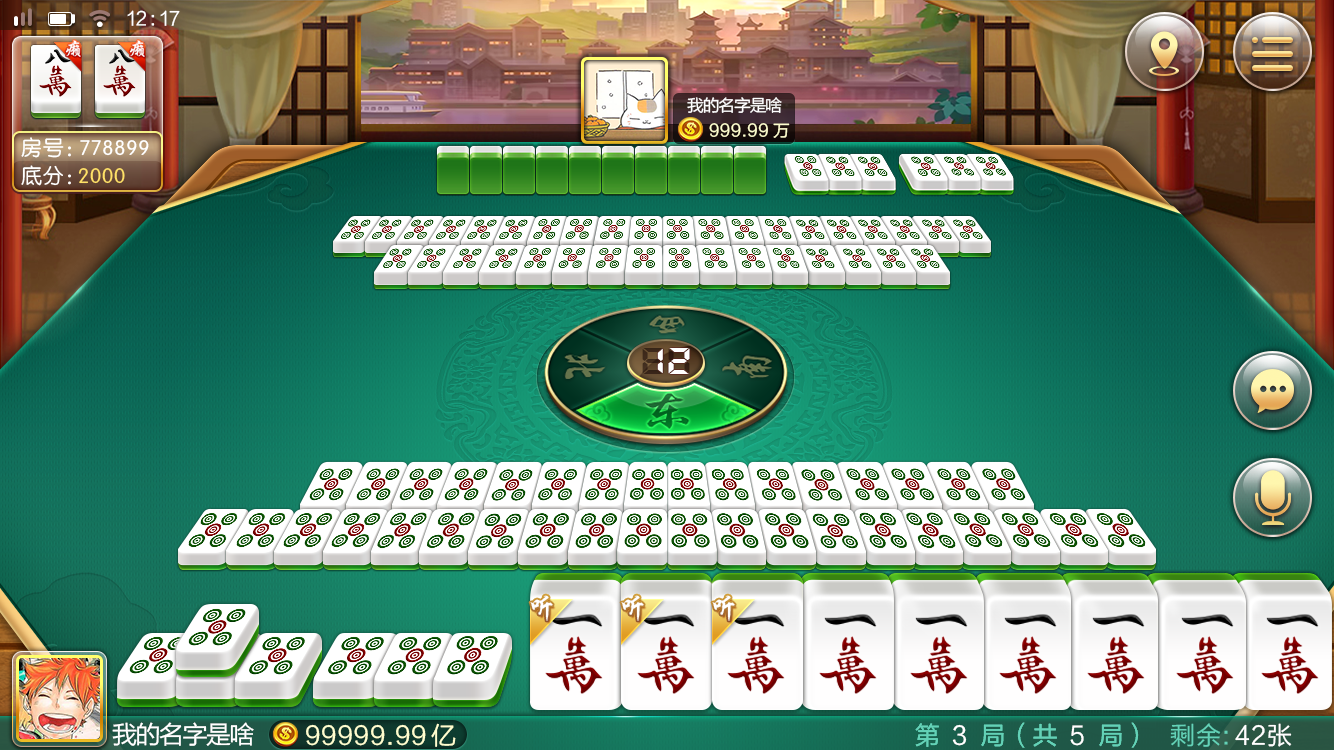 12:17
八萬 癞 八萬 癞
房号: 778899
底分: 2000
我的名字是啥
999.99 万
西
北 12 南
东
听 一萬 听 一萬 听 一萬 一萬 一萬 一萬 一萬 一萬 一萬
我的名字是啥 99999.99 亿 第 3 局 ( 共 5 局 ) 剩余: 42张